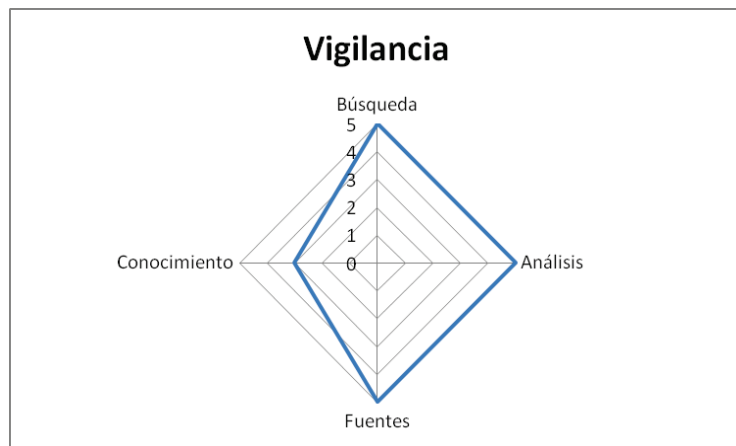 Vigilancia
Búsqueda
5
4
3
2
1
0
Conocimiento
Análisis
Fuentes